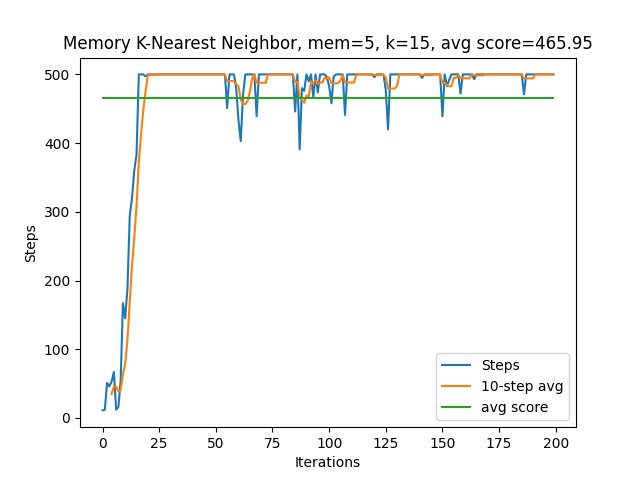 Memory K-Nearest Neighbor, mem=5, k=15, avg score=465.95
500
400
300
200
100
0
Steps
0 25 50 75 100 125 150 175 200
Iterations
Steps
10-step avg
avg score